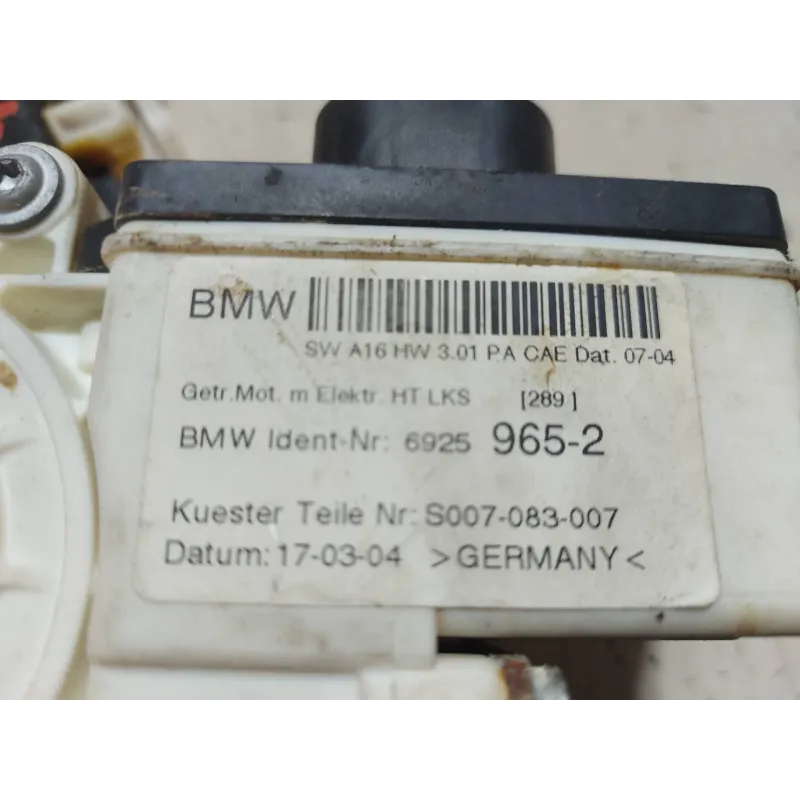 BMW
SW A16 HW 3.01 PA CAE Dat. 07-04
Getr.Mot. m Elektr. HT LKS [289]
BMW Ident-Nr: 6925 965-2
Kuester Teile Nr: S007-083-007
Datum: 17-03-04 >GERMANY<